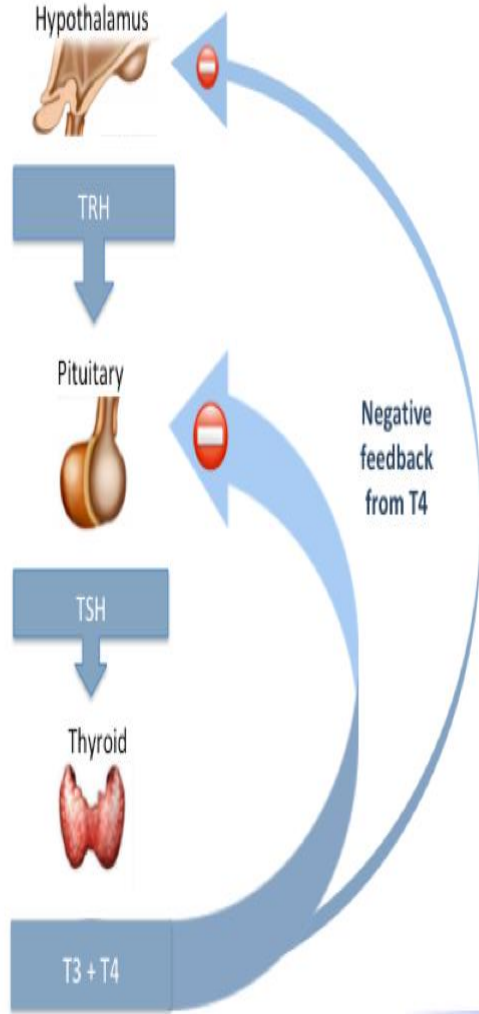 Hypothalamus
TRH
Pituitary
Negative
feedback
from T4
TSH
Thyroid
T3 + T4